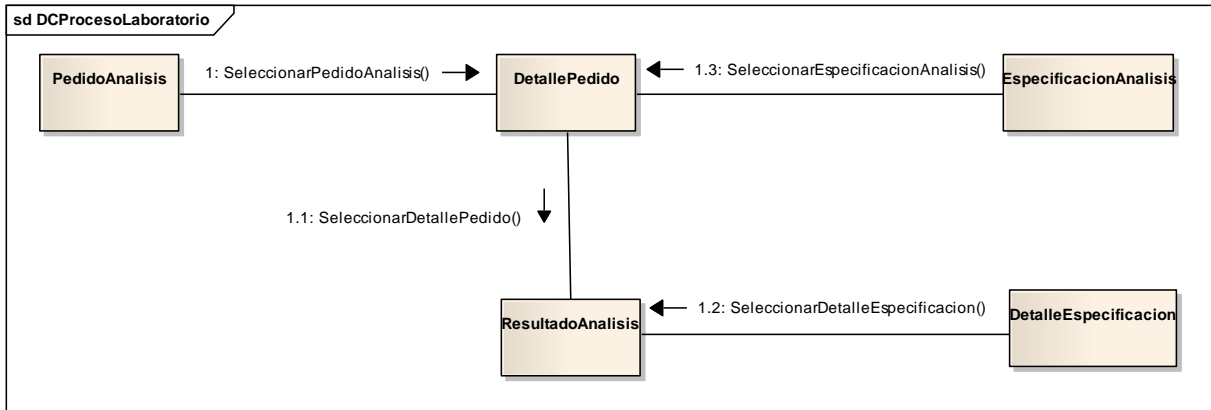 sd DCProcesoLaboratorio
PedidoAnalisis
1: SeleccionarPedidoAnalisis()
DetallePedido
1.3: SeleccionarEspecificacionAnalisis()
EspecificacionAnalisis
1.1: SeleccionarDetallePedido()
ResultadoAnalisis
1.2: SeleccionarDetalleEspecificacion()
DetalleEspecificacion